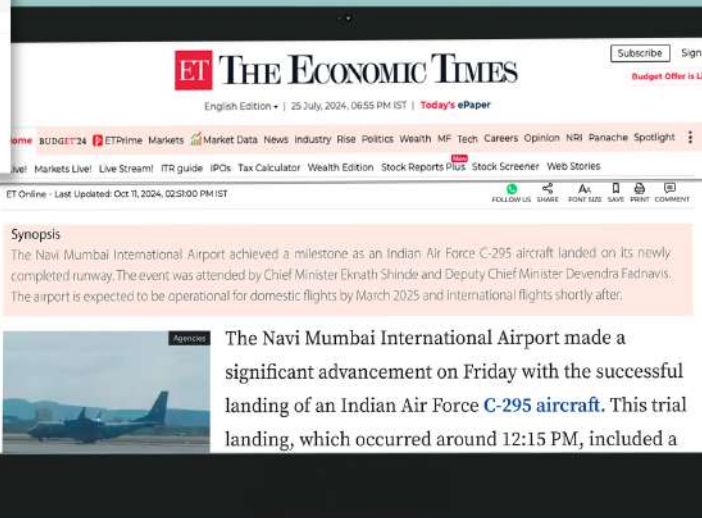 ET THE ECONOMIC TIMES
Subscribe Sign
Budget Offer is
English Edition | 25 July, 2024, 06:55 PM IST | Today's ePaper
ome BUDGET'24 ETPrime Markets Market Data News Industry Rise Politics Wealth MF Tech Careers Opinion NRI Panache Spotlight
ive! Markets Live! Live Stream! ITR guide IPOs Tax Calculator Wealth Edition Stock Reports Plus New Stock Screener Web Stories
ET Online - Last Updated: Oct 11, 2024, 02:51:00 PM IST
FOLLOW US SHARE FONT SIZE SAVE PRINT COMMENT
Synopsis
The Navi Mumbai International Airport achieved a milestone as an Indian Air Force C-295 aircraft landed on its newly
completed runway. The event was attended by Chief Minister Eknath Shinde and Deputy Chief Minister Devendra Fadnavis.
The airport is expected to be operational for domestic flights by March 2025 and international flights shortly after.
Agencies
The Navi Mumbai International Airport made a
significant advancement on Friday with the successful
landing of an Indian Air Force C-295 aircraft. This trial
landing, which occurred around 12:15 PM, included a